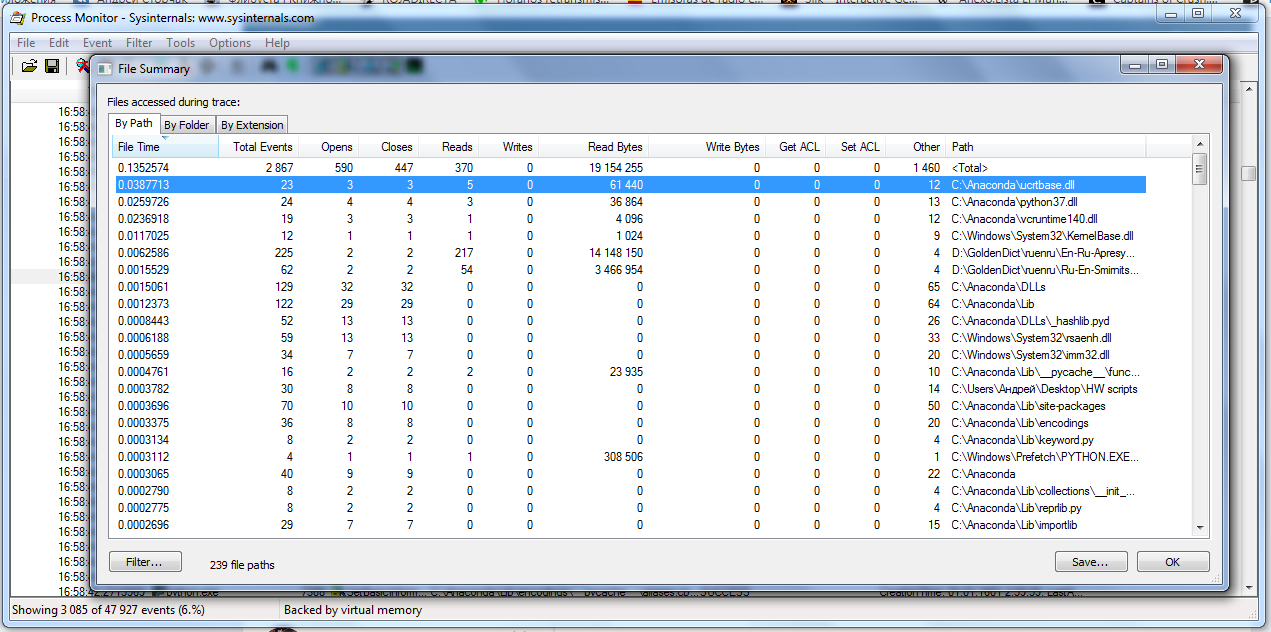 Process Monitor - Sysinternals: www.sysinternals.com
File Edit Event Filter Tools Options Help
File Summary
Files accessed during trace:
By Path By Folder By Extension
File Time Total Events Opens Closes Reads Writes Read Bytes Write Bytes Get ACL Set ACL Other Path
0.1352574 2 867 590 447 370 0 19 154 255 0 0 0 1 460 <Total>
0.0387713 23 3 3 5 0 61 440 0 0 0 12 C:\Anaconda\ucrtbase.dll
0.0259726 24 4 4 3 0 36 864 0 0 0 13 C:\Anaconda\python37.dll
0.0236918 19 3 3 1 0 4 096 0 0 0 12 C:\Anaconda\vcruntime140.dll
0.0117025 12 1 1 1 0 1 024 0 0 0 9 C:\Windows\System32\KernelBase.dll
0.0062586 225 2 2 217 0 14 148 150 0 0 0 4 D:\GoldenDict\ruenru\En-Ru-Apresy...
0.0015529 62 2 2 54 0 3 466 954 0 0 0 4 D:\GoldenDict\ruenru\Ru-En-Smirnits...
0.0015061 129 32 32 0 0 0 0 0 0 65 C:\Anaconda\DLLs
0.0012373 122 29 29 0 0 0 0 0 0 64 C:\Anaconda\Lib
0.0008443 52 13 13 0 0 0 0 0 0 26 C:\Anaconda\DLLs\_hashlib.pyd
0.0006188 59 13 13 0 0 0 0 0 0 33 C:\Windows\System32\rsaenh.dll
0.0005659 34 7 7 0 0 0 0 0 0 20 C:\Windows\System32\imm32.dll
0.0004761 16 2 2 2 0 23 935 0 0 0 10 C:\Anaconda\Lib\__pycache__\func...
0.0003782 30 8 8 0 0 0 0 0 0 14 C:\Users\Андрей\Desktop\HW scripts
0.0003696 70 10 10 0 0 0 0 0 0 50 C:\Anaconda\Lib\site-packages
0.0003375 36 8 8 0 0 0 0 0 0 20 C:\Anaconda\Lib\encodings
0.0003134 8 2 2 0 0 0 0 0 0 4 C:\Anaconda\Lib\keyword.py
0.0003112 4 1 1 1 0 308 506 0 0 0 1 C:\Windows\Prefetch\PYTHON.EXE...
0.0003065 40 9 9 0 0 0 0 0 0 22 C:\Anaconda
0.0002790 8 2 2 0 0 0 0 0 0 4 C:\Anaconda\Lib\collections\__init_...
0.0002775 8 2 2 0 0 0 0 0 0 4 C:\Anaconda\Lib\reprlib.py
0.0002696 29 7 7 0 0 0 0 0 0 15 C:\Anaconda\Lib\importlib
Filter... 239 file paths Save... OK
Showing 3 085 of 47 927 events (6.%) Backed by virtual memory